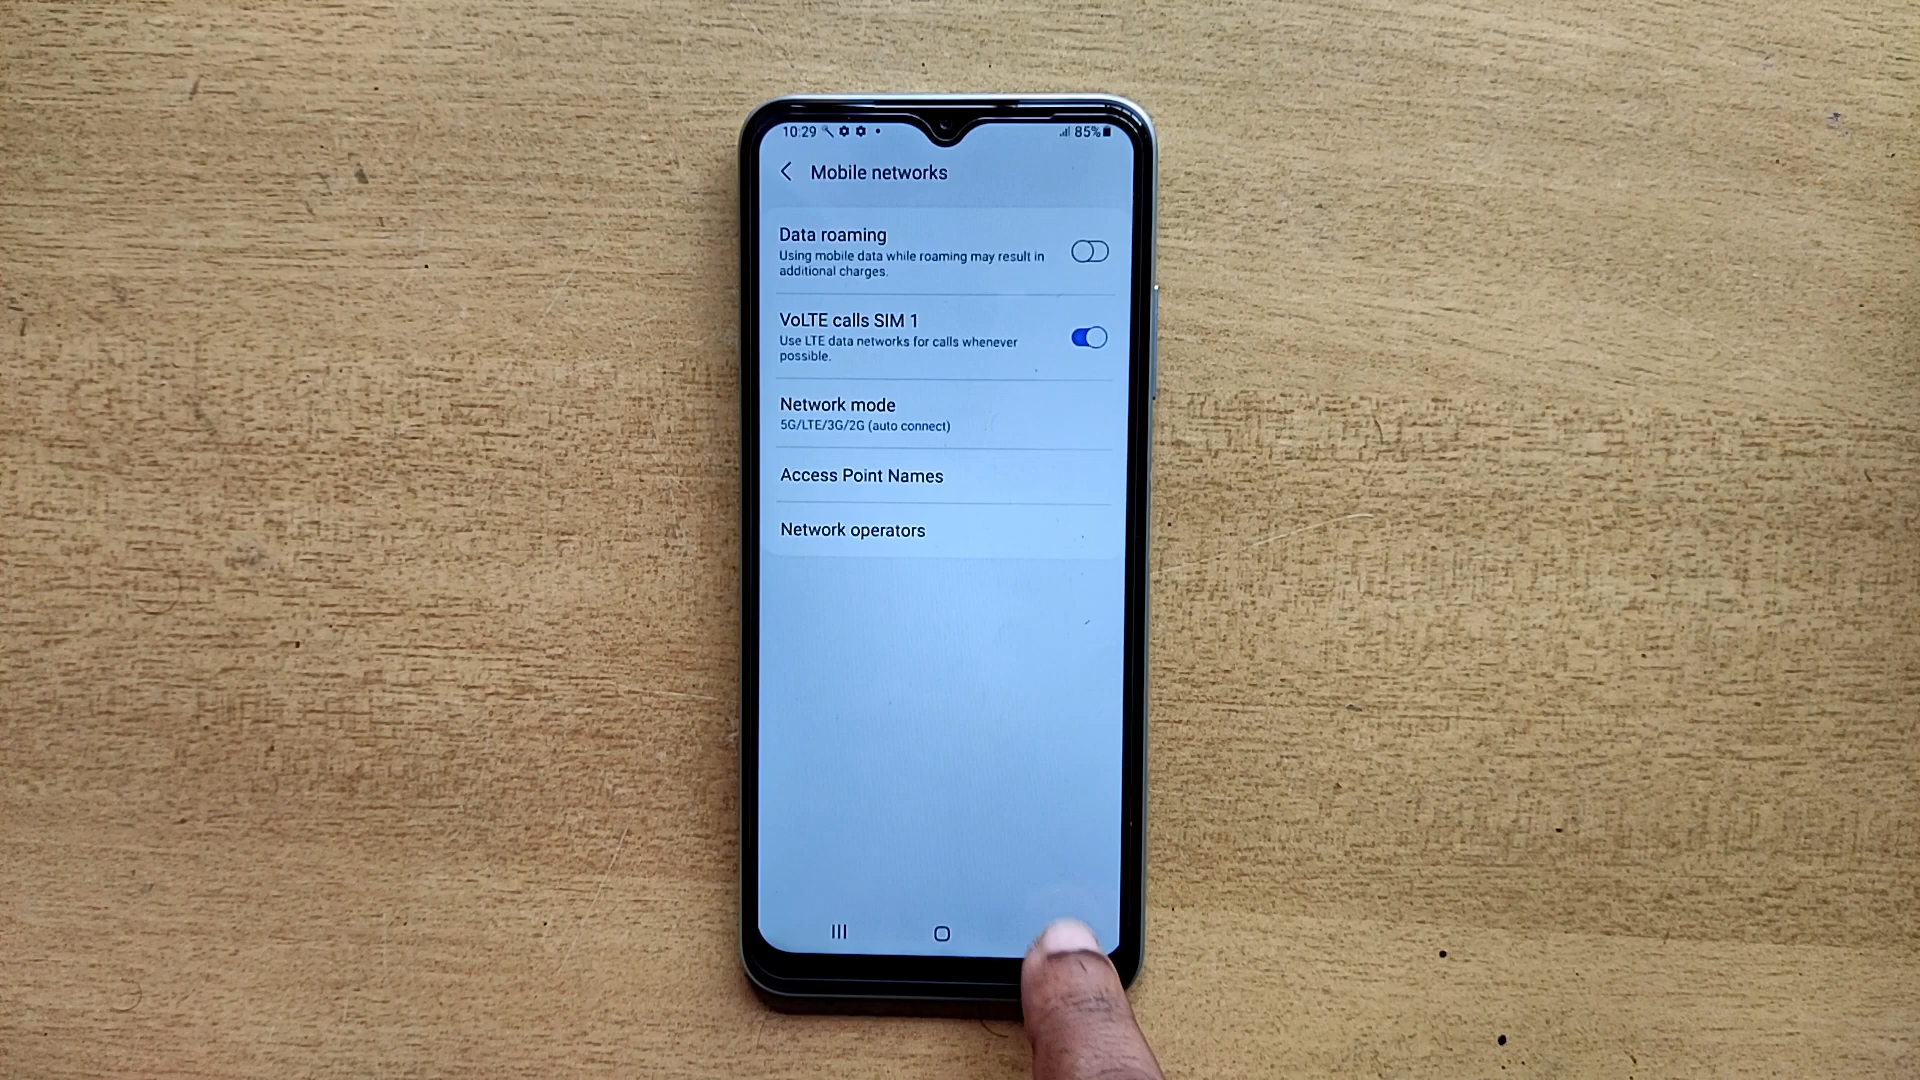 10:29 85%
Mobile networks
Data roaming
Using mobile data while roaming may result in
additional charges.
VoLTE calls SIM 1
Use LTE data networks for calls whenever
possible.
Network mode
5G/LTE/3G/2G (auto connect)
Access Point Names
Network operators